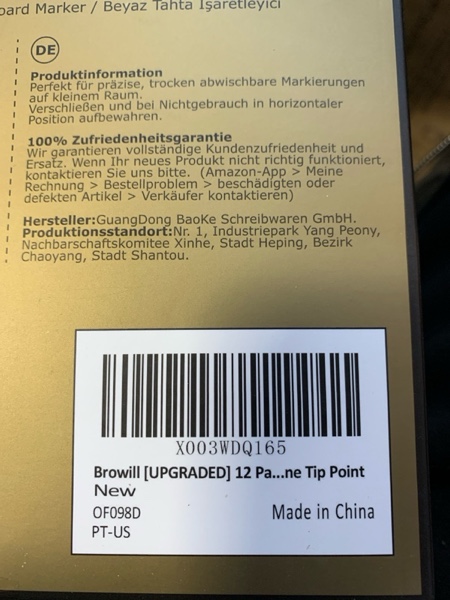 oard Marker / Beyaz Tahta İşaretleyici
DE
Produktinformation
Perfekt für präzise, trocken abwischbare Markierungen
auf kleinem Raum.
Verschließen und bei Nichtgebrauch in horizontaler
Position aufbewahren.
100% Zufriedenheitsgarantie
Wir garantieren vollständige Kundenzufriedenheit und
Ersatz. Wenn Ihr neues Produkt nicht richtig funktioniert,
kontaktieren Sie uns bitte. (Amazon-App > Meine
Rechnung > Bestellproblem > beschädigten oder
defekten Artikel > Verkäufer kontaktieren)
Hersteller:GuangDong BaoKe Schreibwaren GmbH.
Produktionsstandort:Nr. 1, Industriepark Yang Peony,
Nachbarschaftskomitee Xinhe, Stadt Heping, Bezirk
Chaoyang, Stadt Shantou.
X003WDQ165
Browill [UPGRADED] 12 Pa...ne Tip Point
New
OF098D
Made in China
PT-US